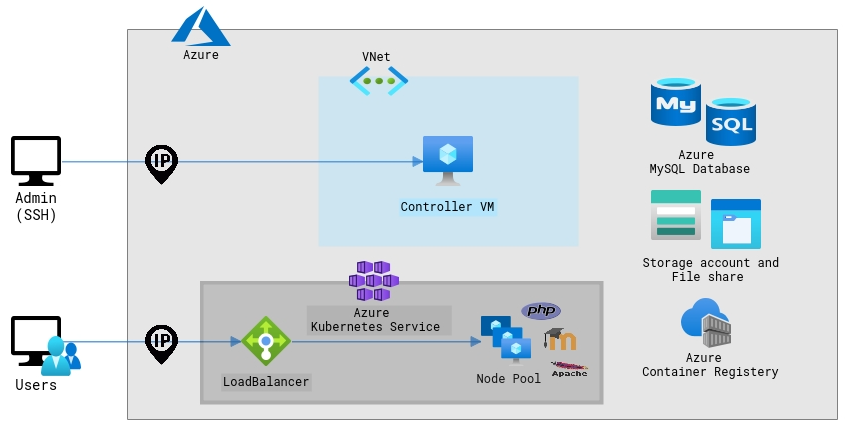 Azure
VNet
My
SQL
Azure
MySQL Database
IP
Admin
(SSH)
Controller VM
Storage account and
File share
Azure
Kubernetes Service
php
m
Apache
IP
LoadBalancer
Node Pool
Users
Azure
Container Registery